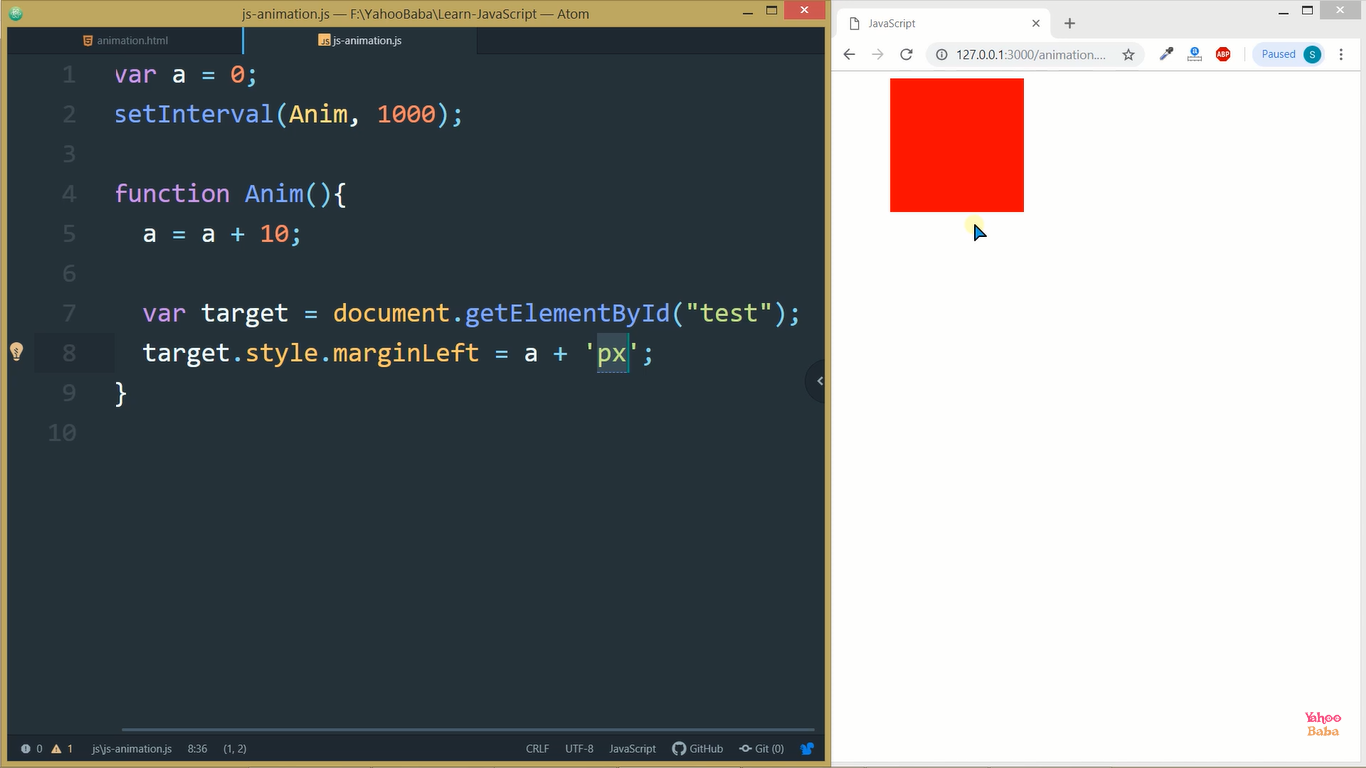 js-animation.js — F:\YahooBaba\Learn-JavaScript — Atom
animation.html
js-animation.js
1 var a = 0;
2 setInterval(Anim, 1000);
3
4 function Anim(){
5 a = a + 10;
6
7 var target = document.getElementById("test");
8 target.style.marginLeft = a + 'px';
9 }
10
0 1 js\js-animation.js 8:36 (1, 2) CRLF UTF-8 JavaScript GitHub Git (0)
JavaScript
127.0.0.1:3000/animation.... ABP Paused S
Yahoo
Baba